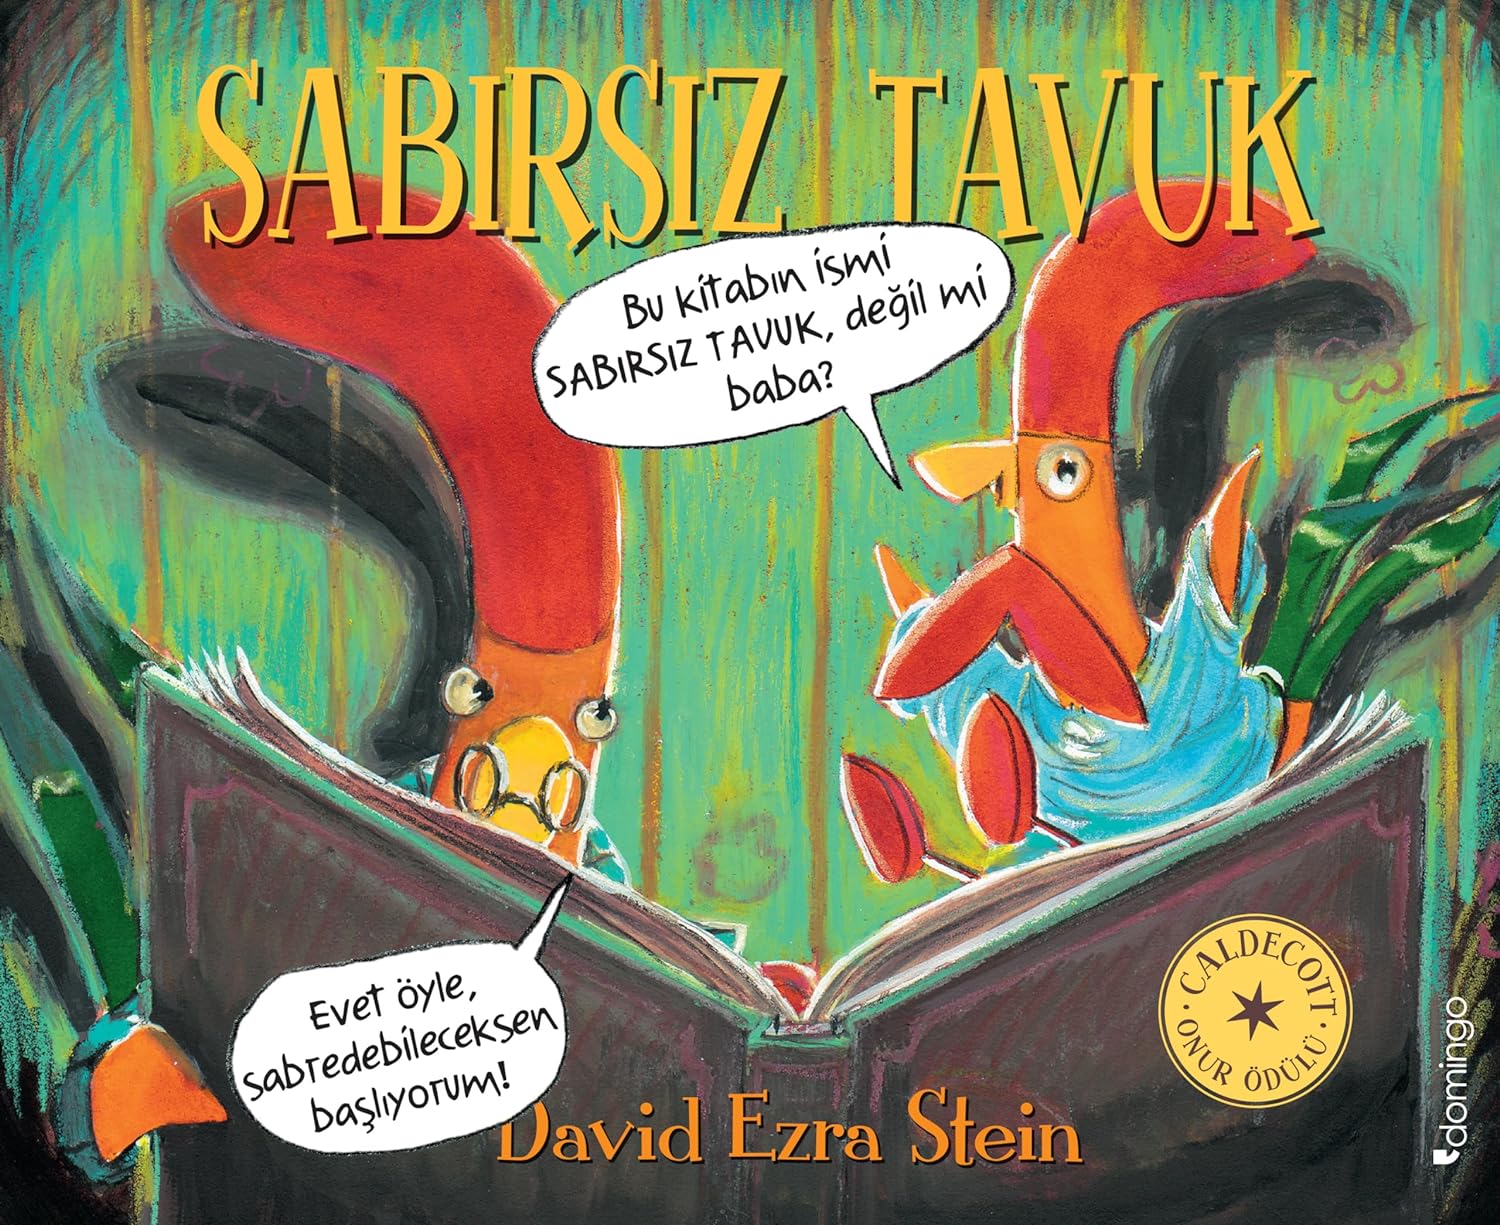 SABIRSIZ TAVUK
Bu kitabın ismi
SABIRSIZ TAVUK, değil mi
baba?
Evet öyle,
sabredebileceksen
başlıyorum!
David Ezra Stein
CALDECOTT
ONUR ÖDÜLÜ
domingo